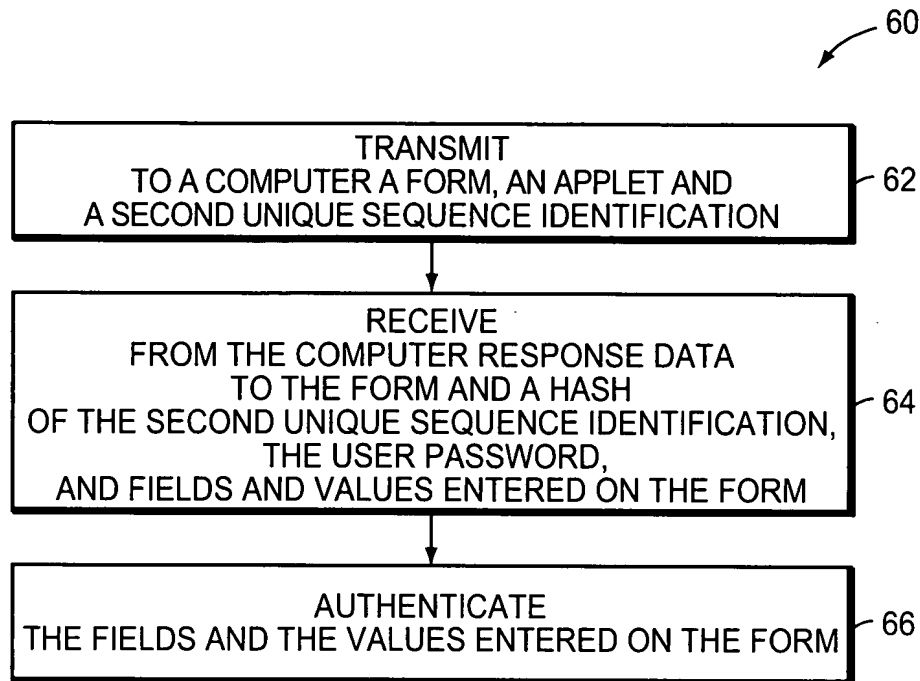 60
TRANSMIT
TO A COMPUTER A FORM, AN APPLET AND
A SECOND UNIQUE SEQUENCE IDENTIFICATION
62
RECEIVE
FROM THE COMPUTER RESPONSE DATA
TO THE FORM AND A HASH
OF THE SECOND UNIQUE SEQUENCE IDENTIFICATION,
THE USER PASSWORD,
AND FIELDS AND VALUES ENTERED ON THE FORM
64
AUTHENTICATE
THE FIELDS AND THE VALUES ENTERED ON THE FORM
66